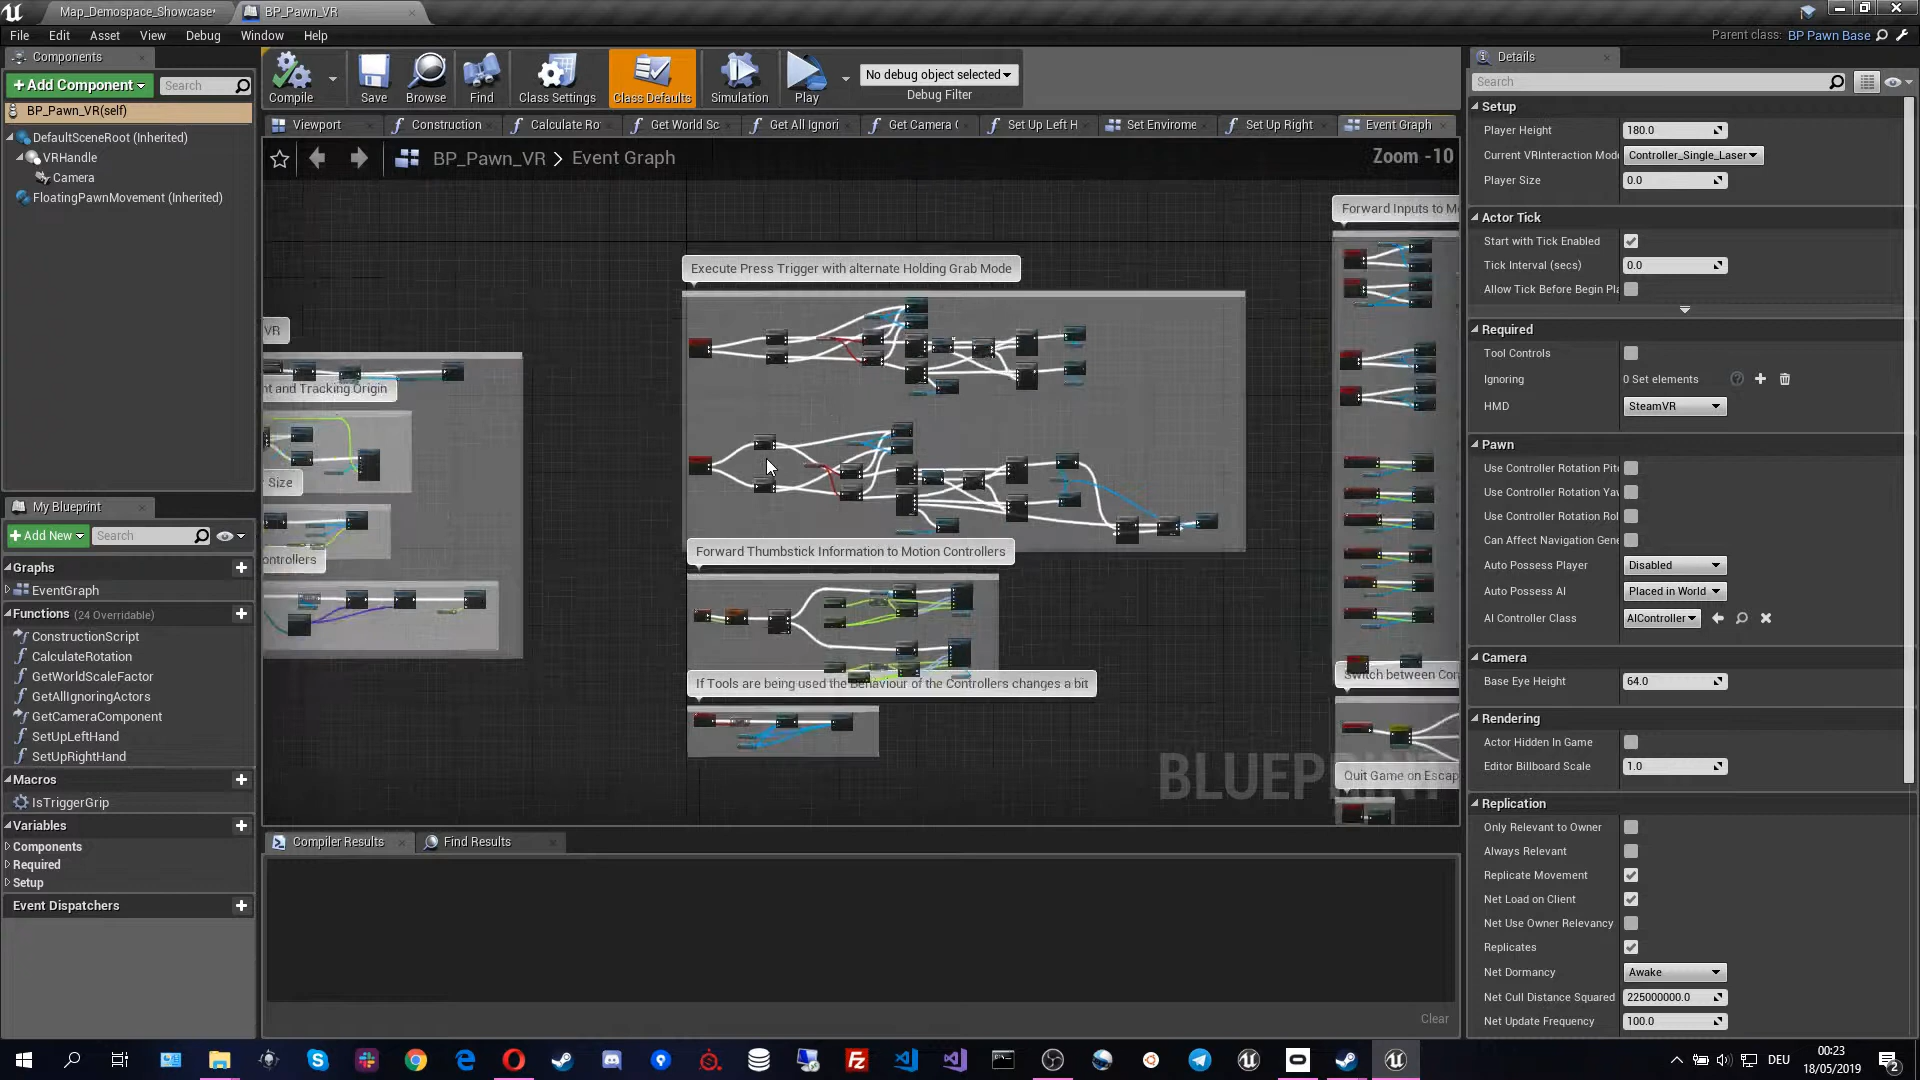 Map_Demospace_Showcase*
BP_Pawn_VR
File Edit Asset View Debug Window Help
Parent class: BP Pawn Base
Components
+Add Component
Search
BP_Pawn_VR(self)
DefaultSceneRoot (Inherited)
VRHandle
Camera
FloatingPawnMovement (Inherited)
My Blueprint
+Add New
Search
Graphs
EventGraph
Functions (24 Overridable)
ConstructionScript
CalculateRotation
GetWorldScaleFactor
GetAllIgnoringActors
GetCameraComponent
SetUpLeftHand
SetUpRightHand
Macros
IsTriggerGrip
Variables
Components
Required
Setup
Event Dispatchers
Compile
Save
Browse
Find
Class Settings
Class Defaults
Simulation
Play
No debug object selected
Debug Filter
Viewport
Construction
Calculate Ro
Get World Sc
Get All Ignori
Get Camera C
Set Up Left H
Set Envirome
Set Up Right
Event Graph
BP_Pawn_VR > Event Graph
Zoom -10
Execute Press Trigger with alternate Holding Grab Mode
VR
nt and Tracking Origin
Size
ontrollers
Forward Thumbstick Information to Motion Controllers
If Tools are being used the Behaviour of the Controllers changes a bit
Forward Inputs to Mo
Switch between Con
Quit Game on Escap
BLUEPRINT
Compiler Results
Find Results
Clear
Details
Search
Setup
Player Height 180.0
Current VRInteraction Mode Controller_Single_Laser
Player Size 0.0
Actor Tick
Start with Tick Enabled
Tick Interval (secs) 0.0
Allow Tick Before Begin Pla
Required
Tool Controls
Ignoring 0 Set elements
HMD SteamVR
Pawn
Use Controller Rotation Pitc
Use Controller Rotation Yaw
Use Controller Rotation Roll
Can Affect Navigation Gene
Auto Possess Player Disabled
Auto Possess AI Placed in World
AI Controller Class AIController
Camera
Base Eye Height 64.0
Rendering
Actor Hidden In Game
Editor Billboard Scale 1.0
Replication
Only Relevant to Owner
Always Relevant
Replicate Movement
Net Load on Client
Net Use Owner Relevancy
Replicates
Net Dormancy Awake
Net Cull Distance Squared 225000000.0
Net Update Frequency 100.0
DEU
00:23
18/05/2019
2